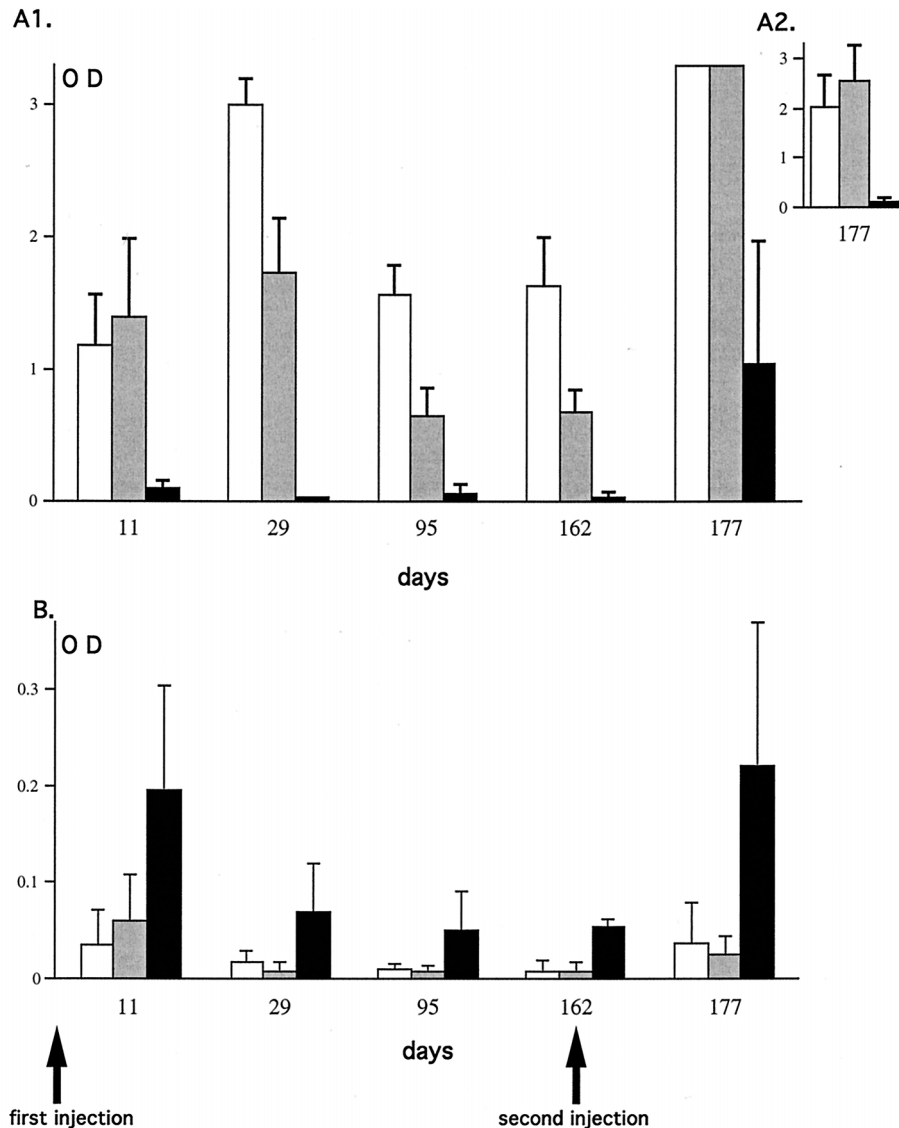 A1.
O D
3
2
1
0
11 29 95 162 177
days
A2.
3
2
1
0
177
B.
O D
0.3
0.2
0.1
0
11 29 95 162 177
days
first injection
second injection